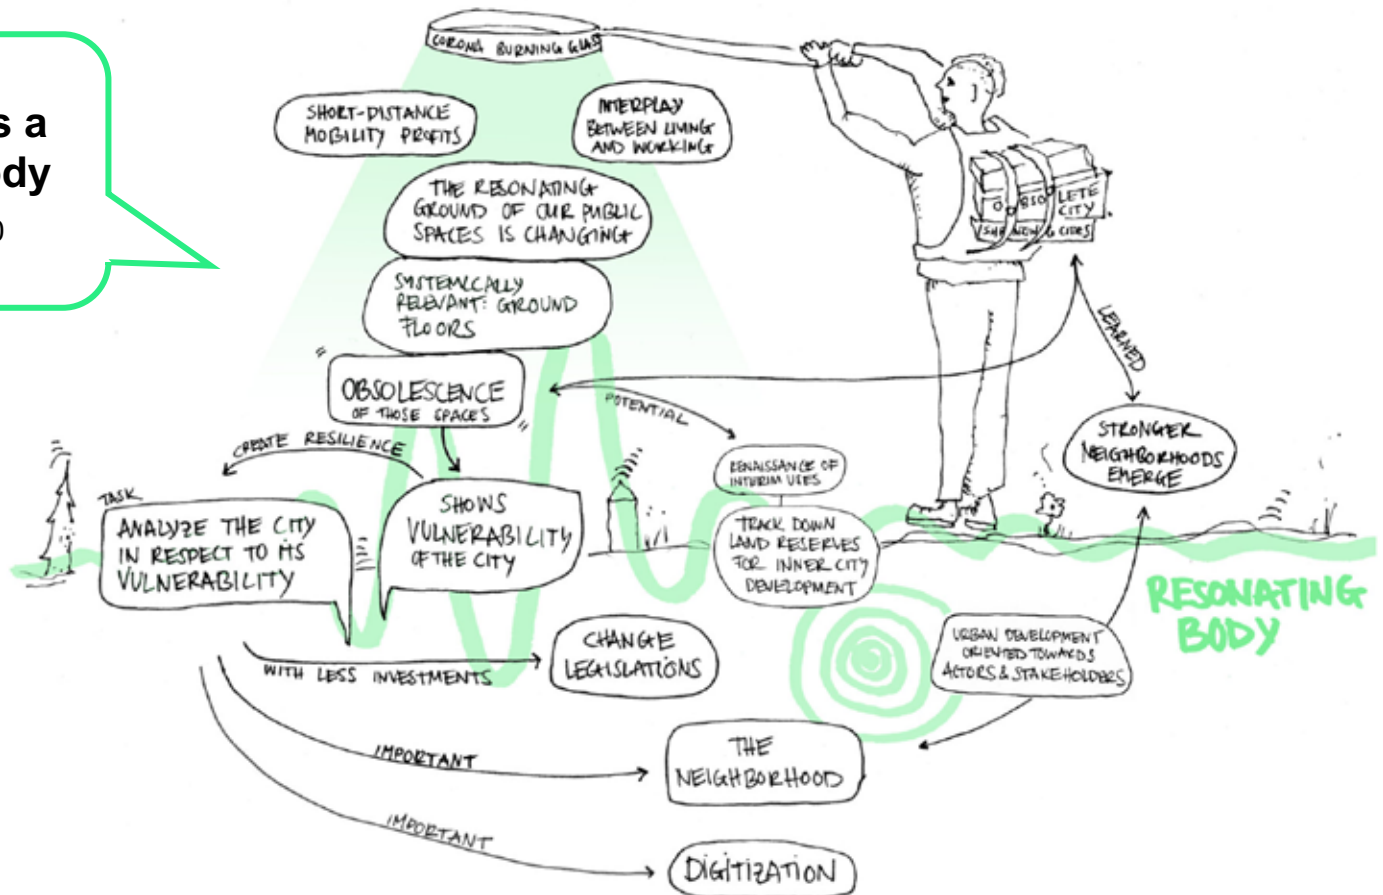 s a
dy
CORONA BURNING GLAS
SHORT-DISTANCE
MOBILITY PROFITS
INTERPLAY
BETWEEN LIVING
AND WORKING
THE RESONATING
GROUND OF OUR PUBLIC
SPACES IS CHANGING
SYSTEMICALLY
RELEVANT: GROUND
FLOORS
OBSOLESCENCE
OF THOSE SPACES
OBSOLETE
CITY
CITIES
LEARNED
POTENTIAL
CREATE RESILIENCE
STRONGER
NEIGHBORHOODS
EMERGE
RENAISSANCE OF
INTERIM USES
TASK
ANALYZE THE CITY
IN RESPECT TO ITS
VULNERABILITY
SHOWS
VULNERABILITY
OF THE CITY
TRACK DOWN
LAND RESERVES
FOR INNER CITY
DEVELOPMENT
RESONATING
BODY
CHANGE
LEGISLATIONS
WITH LESS INVESTMENTS
URBAN DEVELOPMENT
ORIENTED TOWARDS
ACTORS & STAKEHOLDERS
IMPORTANT
THE
NEIGHBORHOOD
IMPORTANT
DIGITIZATION